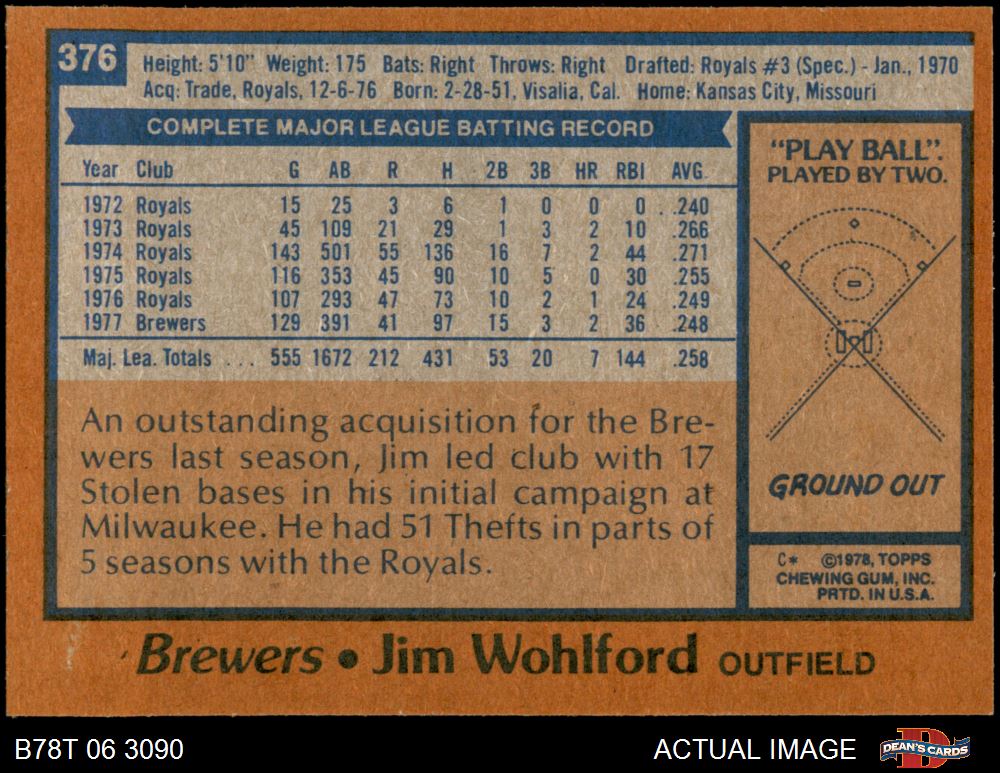 376
Height: 5'10" Weight: 175 Bats: Right Throws: Right Drafted: Royals #3 (Spec.) - Jan., 1970
Acq: Trade, Royals, 12-6-76 Born: 2-28-51, Visalia, Cal. Home: Kansas City, Missouri
COMPLETE MAJOR LEAGUE BATTING RECORD
Year Club G AB R H 2B 3B HR RBI AVG.
1972 Royals 15 25 3 6 1 0 0 0 .240
1973 Royals 45 109 21 29 1 3 2 10 .266
1974 Royals 143 501 55 136 16 7 2 44 .271
1975 Royals 116 353 45 90 10 5 0 30 .255
1976 Royals 107 293 47 73 10 2 1 24 .249
1977 Brewers 129 391 41 97 15 3 2 36 .248
Maj. Lea. Totals . . . 555 1672 212 431 53 20 7 144 .258
An outstanding acquisition for the Bre-
wers last season, Jim led club with 17
Stolen bases in his initial campaign at
Milwaukee. He had 51 Thefts in parts of
5 seasons with the Royals.
"PLAY BALL".
PLAYED BY TWO.
GROUND OUT
C* ©1978, TOPPS
CHEWING GUM, INC.
PRTD. IN U.S.A.
Brewers • Jim Wohlford OUTFIELD
B78T 06 3090
ACTUAL IMAGE
DEAN'S CARDS